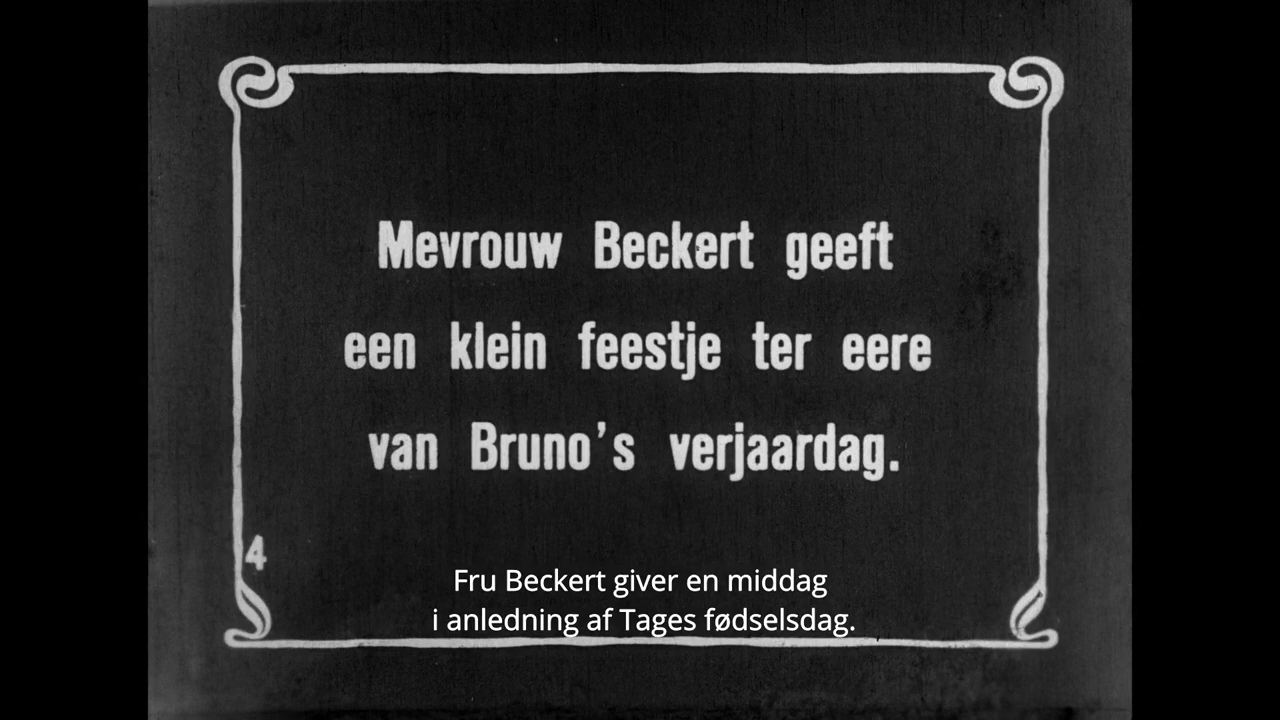 Mevrouw Beckert geeft
een klein feestje ter eere
van Bruno's verjaardag.
4
Fru Beckert giver en middag
i anledning af Tages fødselsdag.